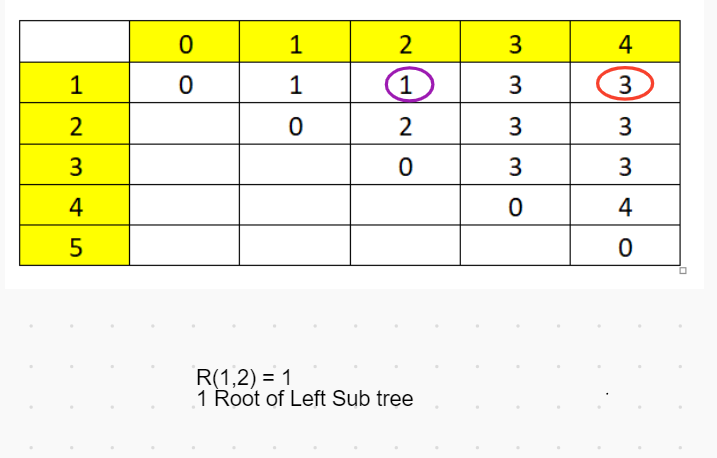 0 1 2 3 4
1 0 1 1 3 3
2 0 2 3 3
3 0 3 3
4 0 4
5 0
R(1,2) = 1
1 Root of Left Sub tree